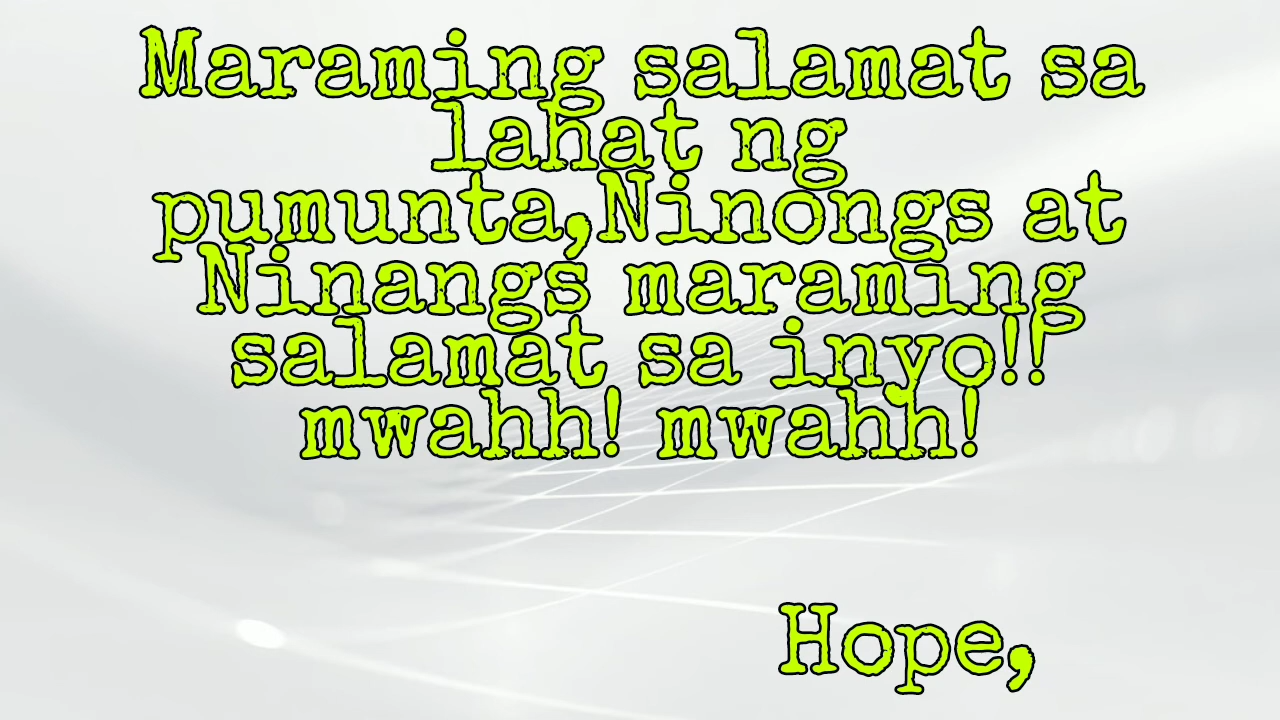 Maraming salamat sa
lahat ng
pumunta,Ninongs at
Ninangs maraming
salamat sa inyo!!
mwahh! mwahh!
Hope,